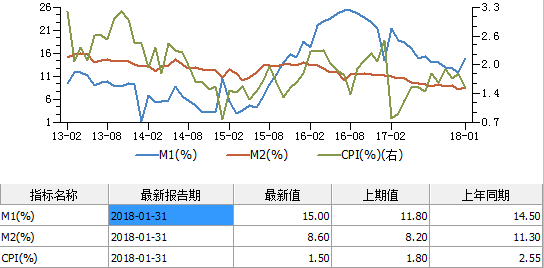 26 3.3
21 2.6
16 2.0
11
6 1.4
1 0.7
13-02 13-08 14-02 14-08 15-02 15-08 16-02 16-08 17-02 18-01
M1(%) M2(%) CPI(%)(右)
指标名称 最新报告期 最新值 上期值 上年同期
M1(%) 2018-01-31 15.00 11.80 14.50
M2(%) 2018-01-31 8.60 8.20 11.30
CPI(%) 2018-01-31 1.50 1.80 2.55